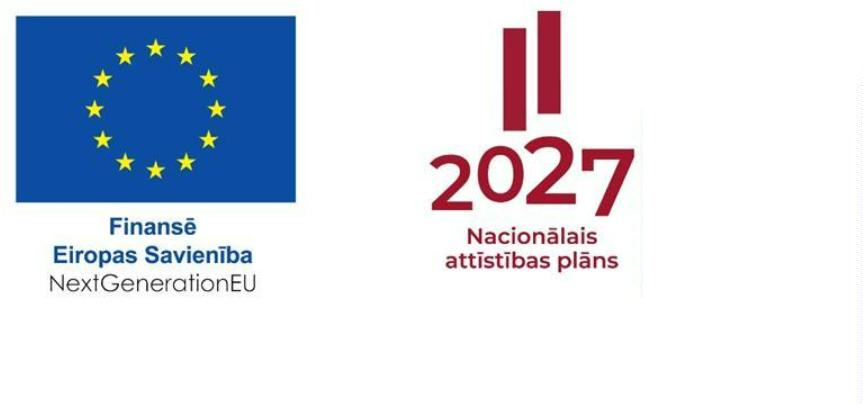 Finansē
Eiropas Savienība
NextGenerationEU
2027
Nacionālais
attīstības plāns